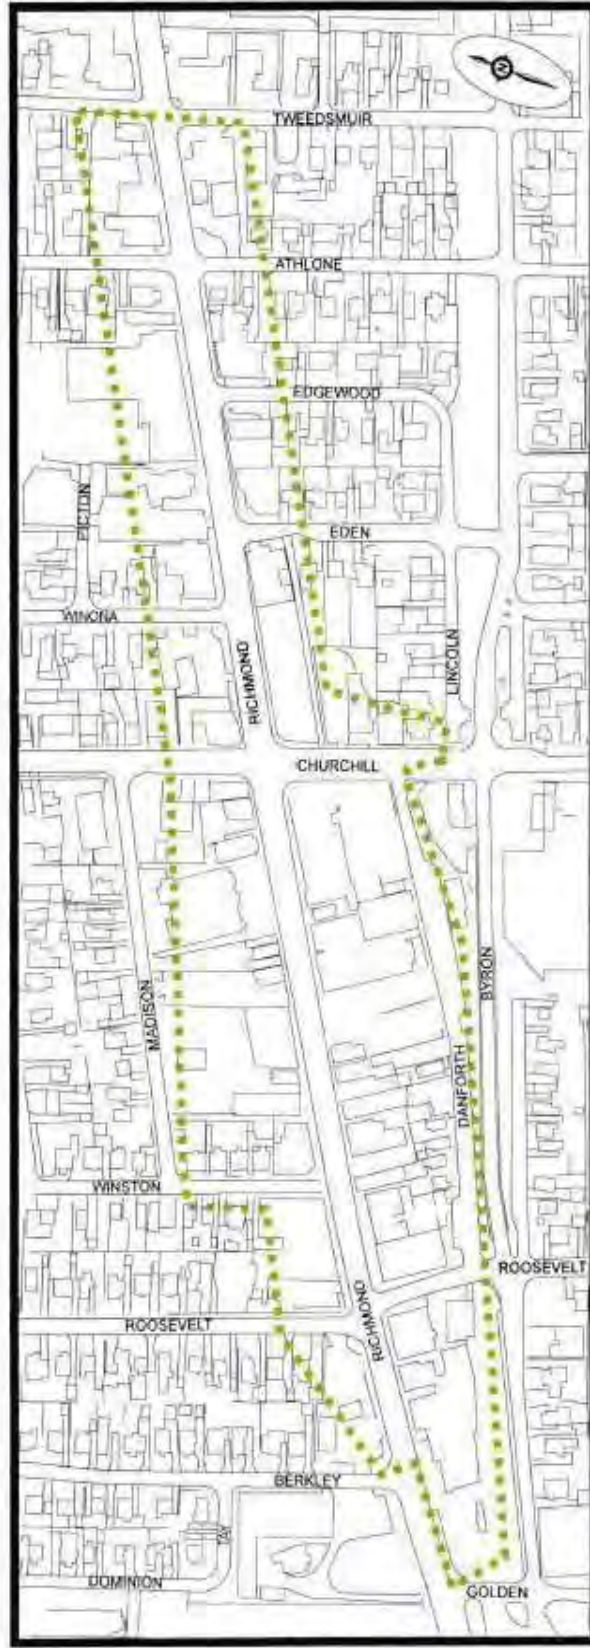 N
TWEEDSMUIR
ATHLONE
EDGEWOOD
PICTON
EDEN
WINONA
RICHMOND
LINCOLN
CHURCHILL
MADISON
BYRON
DANFORTH
WINSTON
ROOSEVELT
ROOSEVELT
RICHMOND
BERKLEY
TAY
DOMINION
GOLDEN